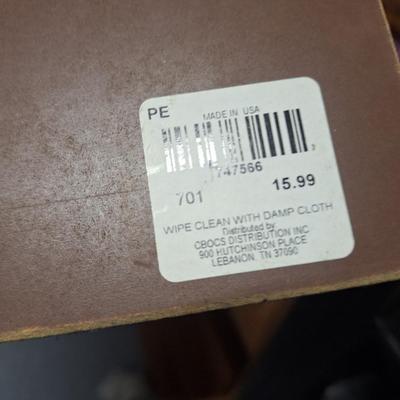 PE
MADE IN USA
747566
2
701 15.99
WIPE CLEAN WITH DAMP CLOTH
Distributed by
CBOCS DISTRIBUTION INC
900 HUTCHINSON PLACE
LEBANON, TN 37090